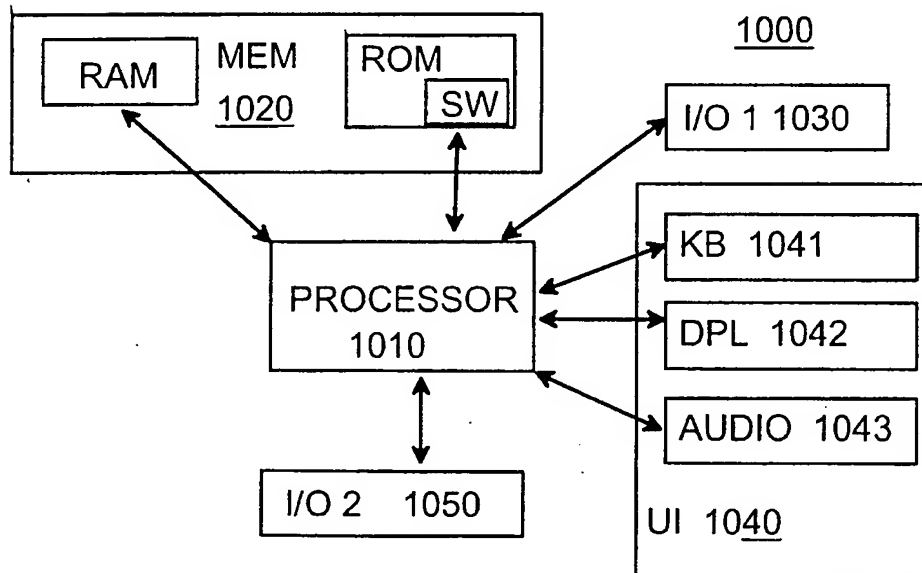 1000
RAM
MEM
1020
ROM
SW
I/O 1 1030
KB 1041
DPL 1042
AUDIO 1043
UI 1040
PROCESSOR
1010
I/O 2 1050